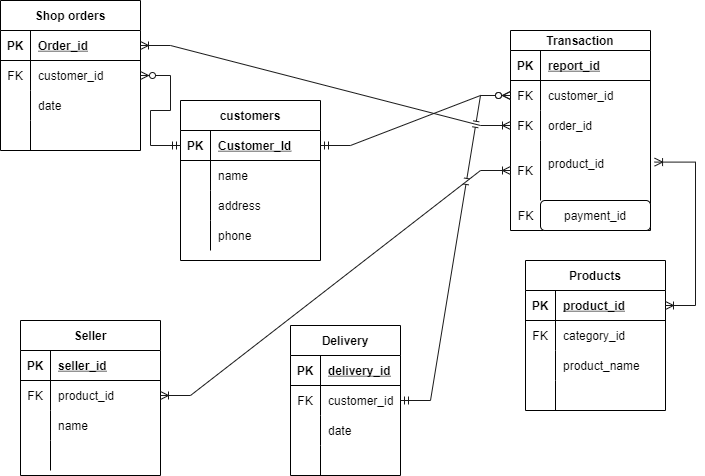 Shop orders
PK Order_id
FK customer_id
date
customers
PK Customer_Id
name
address
phone
Transaction
PK report_id
FK customer_id
FK order_id
FK product_id
FK payment_id
Products
PK product_id
FK category_id
product_name
Seller
PK seller_id
FK product_id
name
Delivery
PK delivery_id
FK customer_id
date